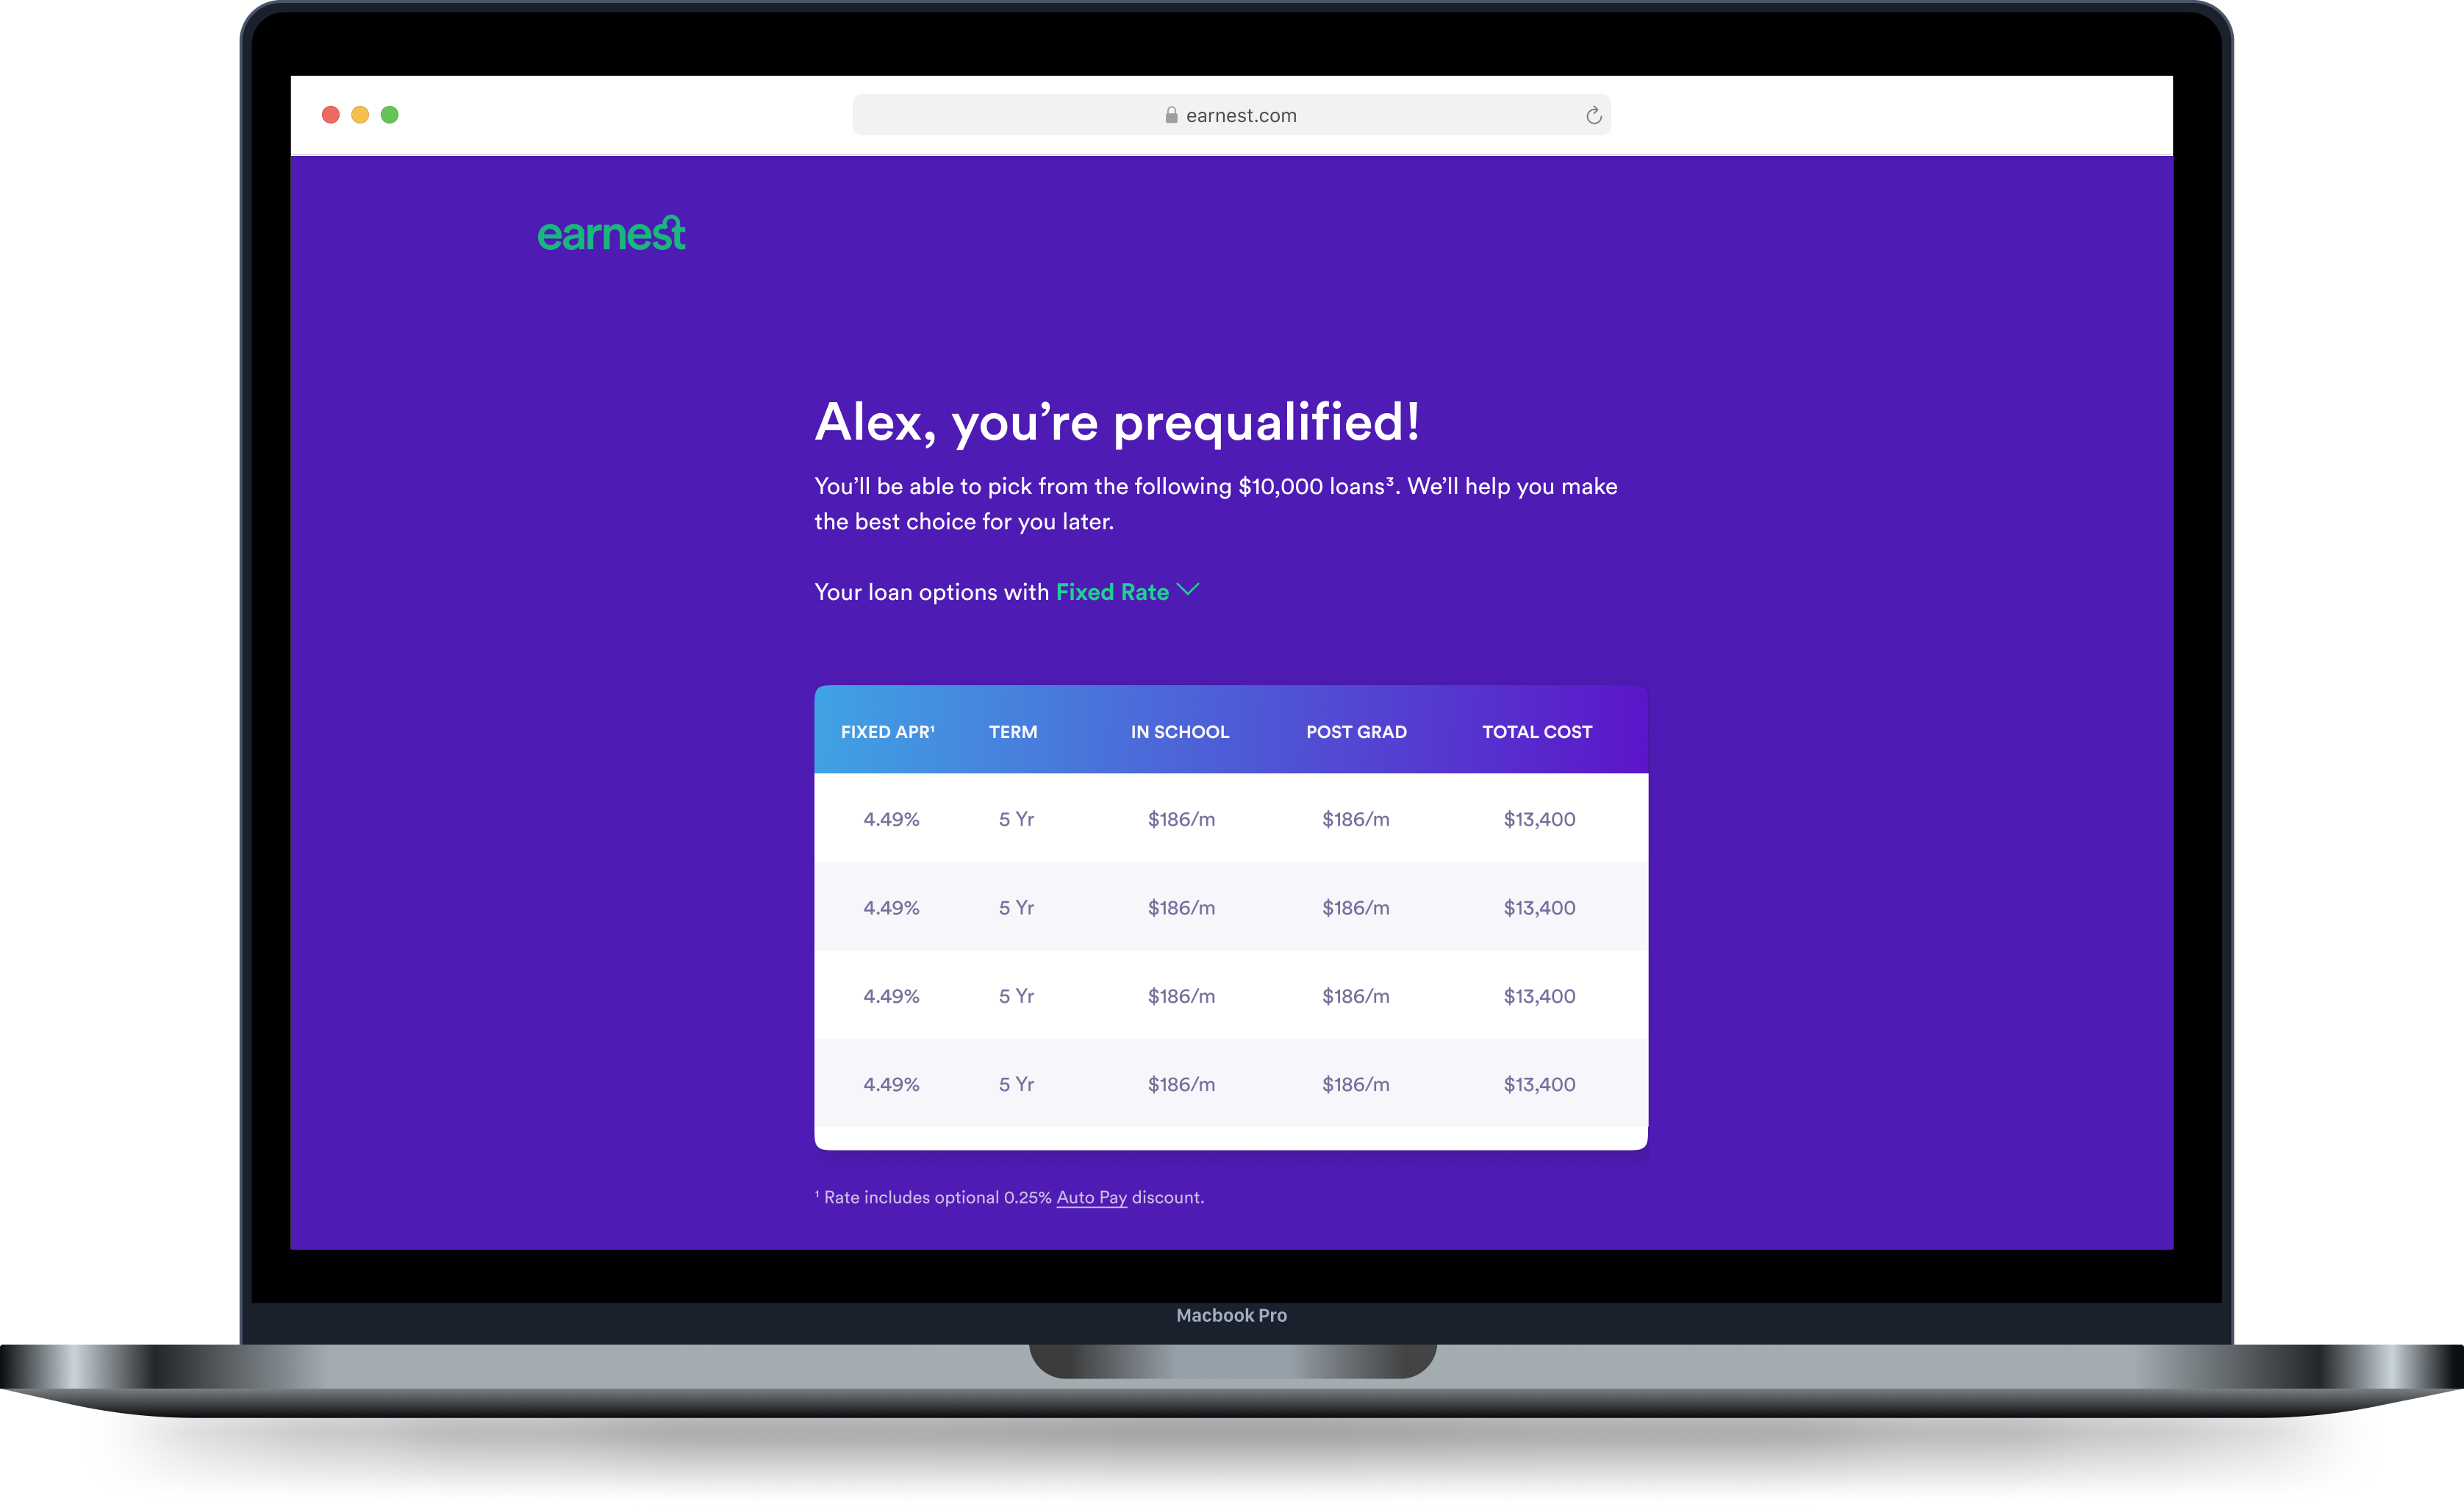 earnest.com
earnest
Alex, you’re prequalified!
You’ll be able to pick from the following $10,000 loans³. We’ll help you make
the best choice for you later.
Your loan options with Fixed Rate
FIXED APR¹ TERM IN SCHOOL POST GRAD TOTAL COST
4.49% 5 Yr $186/m $186/m $13,400
4.49% 5 Yr $186/m $186/m $13,400
4.49% 5 Yr $186/m $186/m $13,400
4.49% 5 Yr $186/m $186/m $13,400
¹ Rate includes optional 0.25% Auto Pay discount.
Macbook Pro